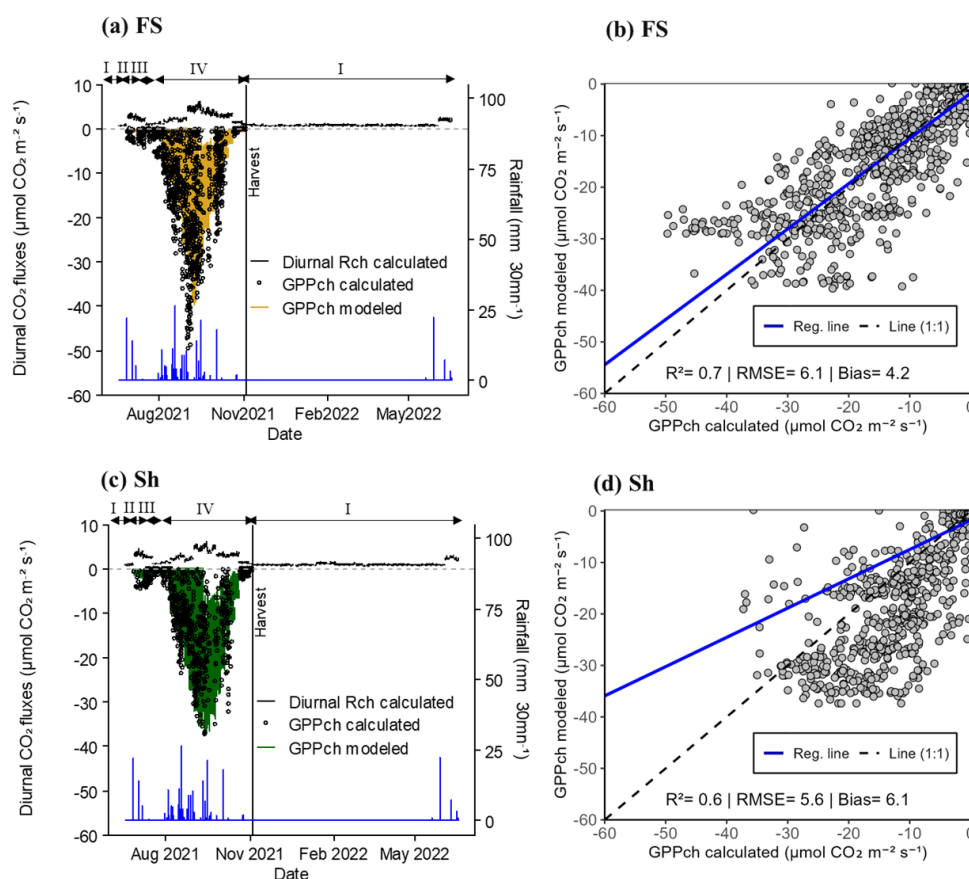 (a) FS
I II III IV I
10
0
-10
-20
-30
-40
-50
-60
Diurnal CO₂ fluxes (μmol CO₂ m⁻² s⁻¹)
100
75
50
25
0
Rainfall (mm 30mn⁻¹)
Harvest
Diurnal Rch calculated
GPPch calculated
GPPch modeled
Aug2021 Nov2021 Feb2022 May2022
Date
(b) FS
0
-10
-20
-30
-40
-50
-60
GPPch modeled (μmol CO₂ m⁻² s⁻¹)
Reg. line Line (1:1)
R²= 0.7 | RMSE= 6.1 | Bias= 4.2
-60 -50 -40 -30 -20 -10 0
GPPch calculated (μmol CO₂ m⁻² s⁻¹)
(c) Sh
I II III IV I
10
0
-10
-20
-30
-40
-50
-60
Diurnal CO₂ fluxes (μmol CO₂ m⁻² s⁻¹)
100
75
50
25
0
Rainfall (mm 30mn⁻¹)
Harvest
Diurnal Rch calculated
GPPch calculated
GPPch modeled
Aug 2021 Nov 2021 Feb 2022 May 2022
Date
(d) Sh
0
-10
-20
-30
-40
-50
-60
GPPch modeled (μmol CO₂ m⁻² s⁻¹)
Reg. line Line (1:1)
R²= 0.6 | RMSE= 5.6 | Bias= 6.1
-60 -50 -40 -30 -20 -10 0
GPPch calculated (μmol CO₂ m⁻² s⁻¹)